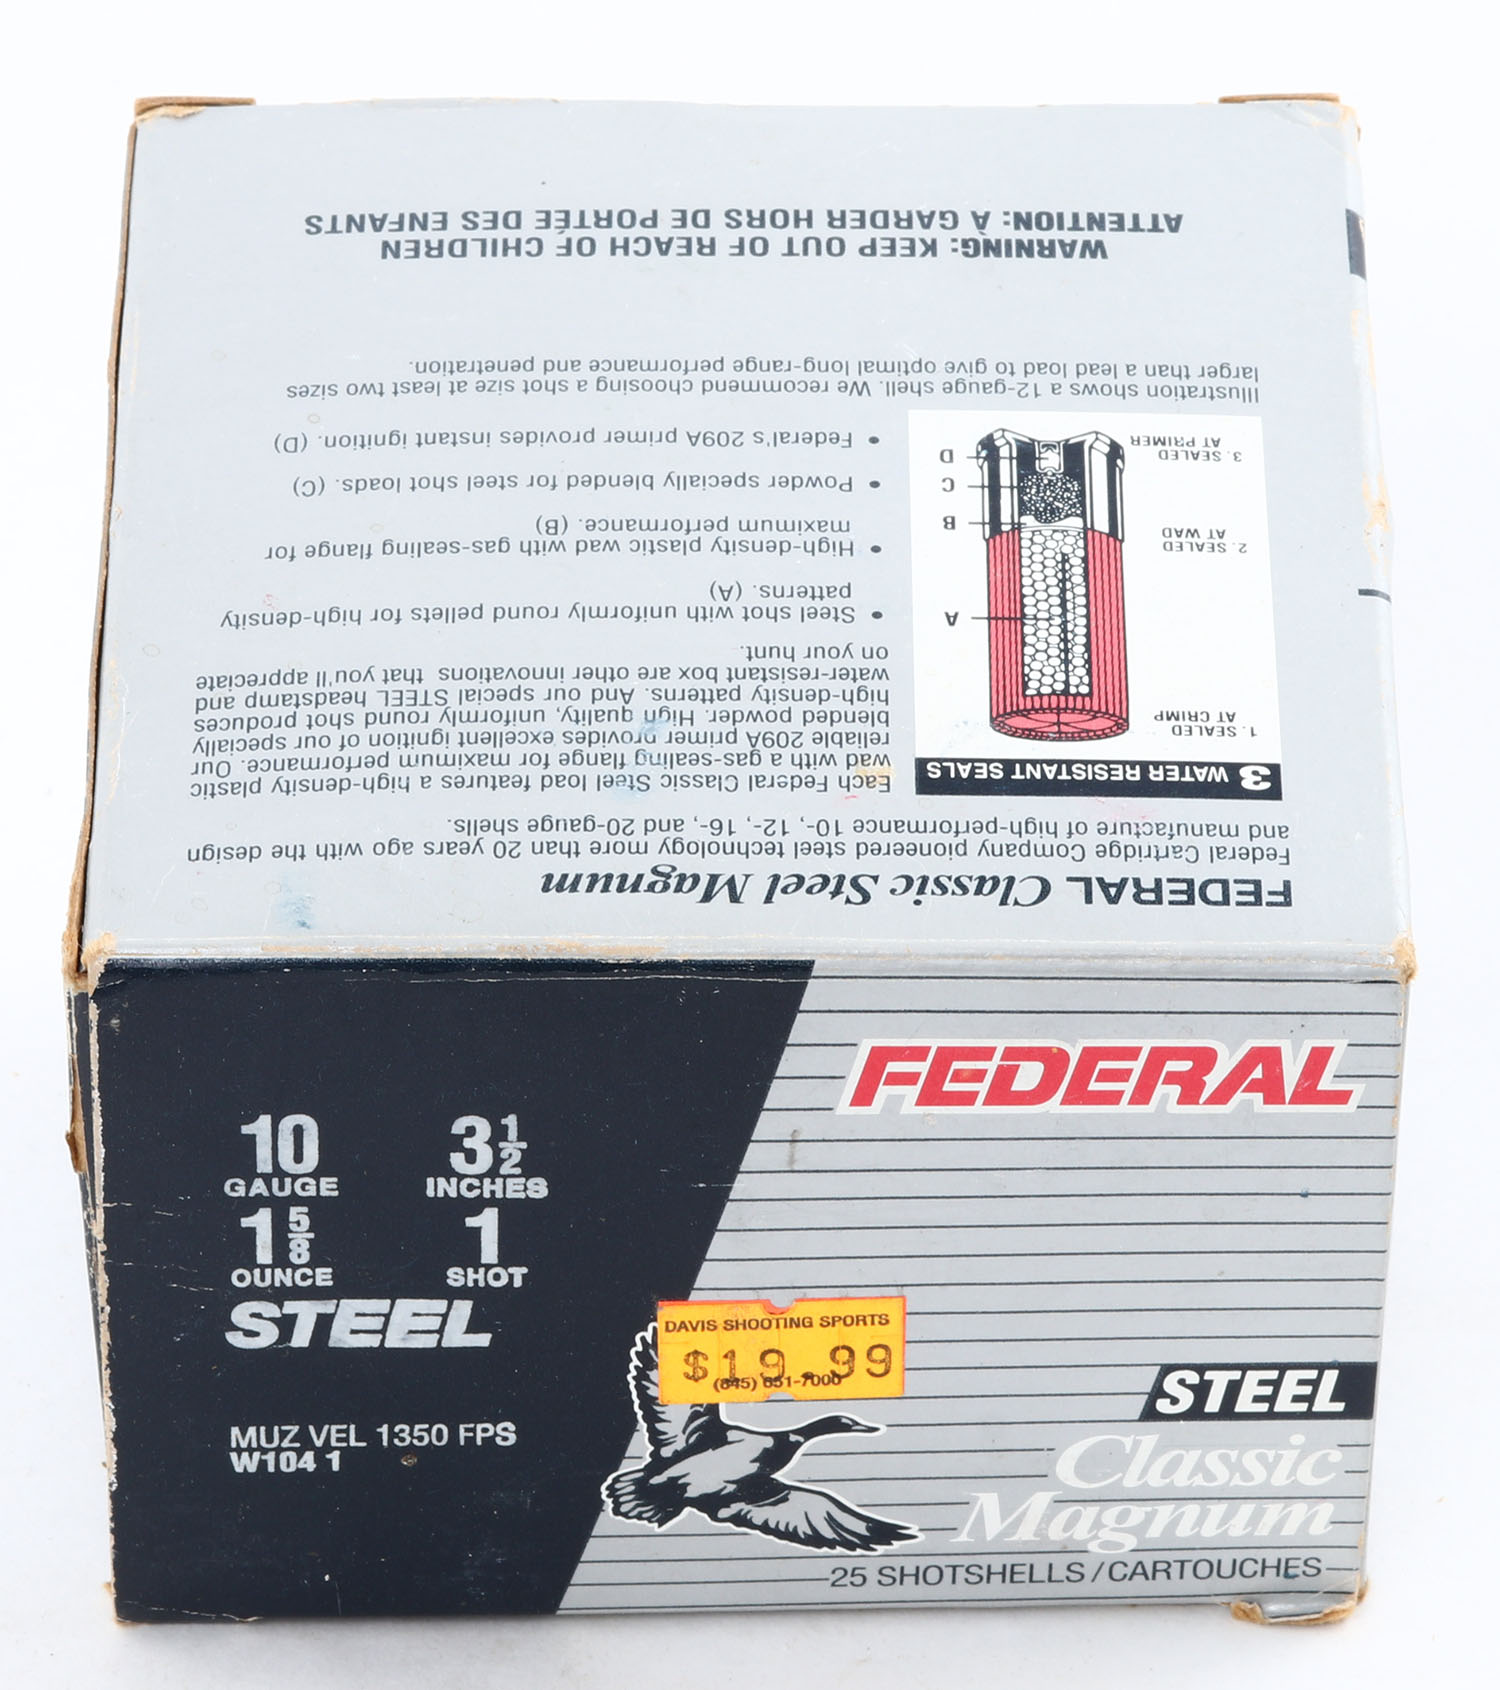 ATTENTION: À GARDER HORS DE PORTÉE DES ENFANTS
WARNING: KEEP OUT OF REACH OF CHILDREN
FEDERAL Classic Steel Magnum
Federal Cartridge Company pioneered steel technology more than 20 years ago with the design
and manufacture of high-performance 10-, 12-, 16-, and 20-gauge shells.
Each Federal Classic Steel load features a high-density plastic
wad with a gas-sealing flange for maximum performance. Our
reliable 209A primer provides excellent ignition of our specially
blended powder. High quality, uniformly round shot produces
high-density patterns. And our special STEEL headstamp and
water-resistant box are other innovations that you'll appreciate
on your hunt.
• Steel shot with uniformly round pellets for high-density
patterns. (A)
• High-density plastic wad with gas-sealing flange for
maximum performance. (B)
• Powder specially blended for steel shot loads. (C)
• Federal's 209A primer provides instant ignition. (D)
3 WATER RESISTANT SEALS
1. SEALED
AT CRIMP
A
2. SEALED
AT WAD
B
C
D
3. SEALED
AT PRIMER
Illustration shows a 12-gauge shell. We recommend choosing a shot size at least two sizes
larger than a lead load to give optimal long-range performance and penetration.
FEDERAL
10 3 1/2
GAUGE INCHES
1 5/8 1
OUNCE SHOT
STEEL
MUZ VEL 1350 FPS
W104 1
DAVIS SHOOTING SPORTS
$19.99
(845) 651-7000
STEEL
Classic
Magnum
25 SHOTSHELLS/CARTOUCHES